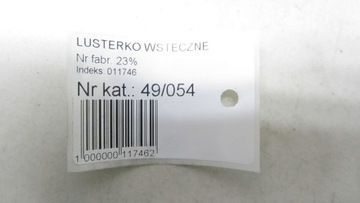 LUSTERKO WSTECZNE
Nr fabr. 23%
Indeks: 011746
Nr kat.: 49/054
1 000000 117462